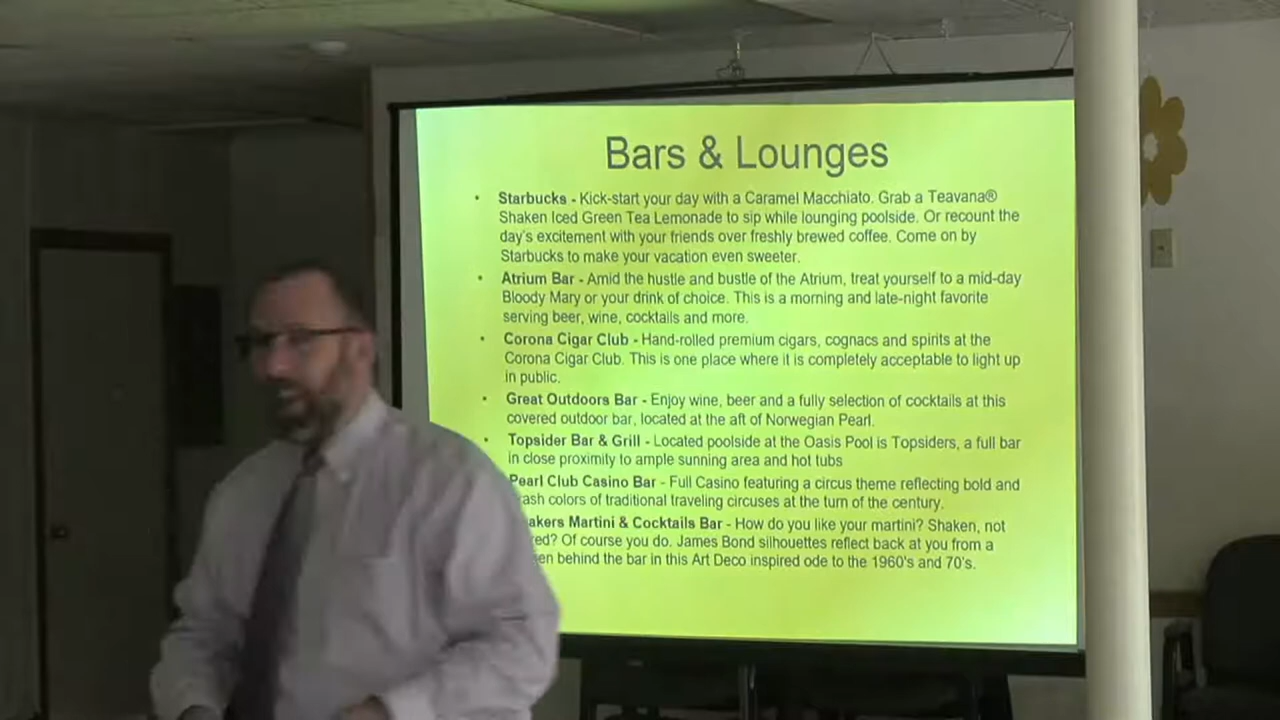 Bars & Lounges
• Starbucks - Kick-start your day with a Caramel Macchiato. Grab a Teavana®
Shaken Iced Green Tea Lemonade to sip while lounging poolside. Or recount the
day's excitement with your friends over freshly brewed coffee. Come on by
Starbucks to make your vacation even sweeter.
• Atrium Bar - Amid the hustle and bustle of the Atrium, treat yourself to a mid-day
Bloody Mary or your drink of choice. This is a morning and late-night favorite
serving beer, wine, cocktails and more.
• Corona Cigar Club - Hand-rolled premium cigars, cognacs and spirits at the
Corona Cigar Club. This is one place where it is completely acceptable to light up
in public.
• Great Outdoors Bar - Enjoy wine, beer and a fully selection of cocktails at this
covered outdoor bar, located at the aft of Norwegian Pearl.
• Topsider Bar & Grill - Located poolside at the Oasis Pool is Topsiders, a full bar
in close proximity to ample sunning area and hot tubs
Pearl Club Casino Bar - Full Casino featuring a circus theme reflecting bold and
colors of traditional traveling circuses at the turn of the century.
Martini & Cocktails Bar - How do you like your martini? Shaken, not
Of course you do. James Bond silhouettes reflect back at you from a
behind the bar in this Art Deco inspired ode to the 1960's and 70's.